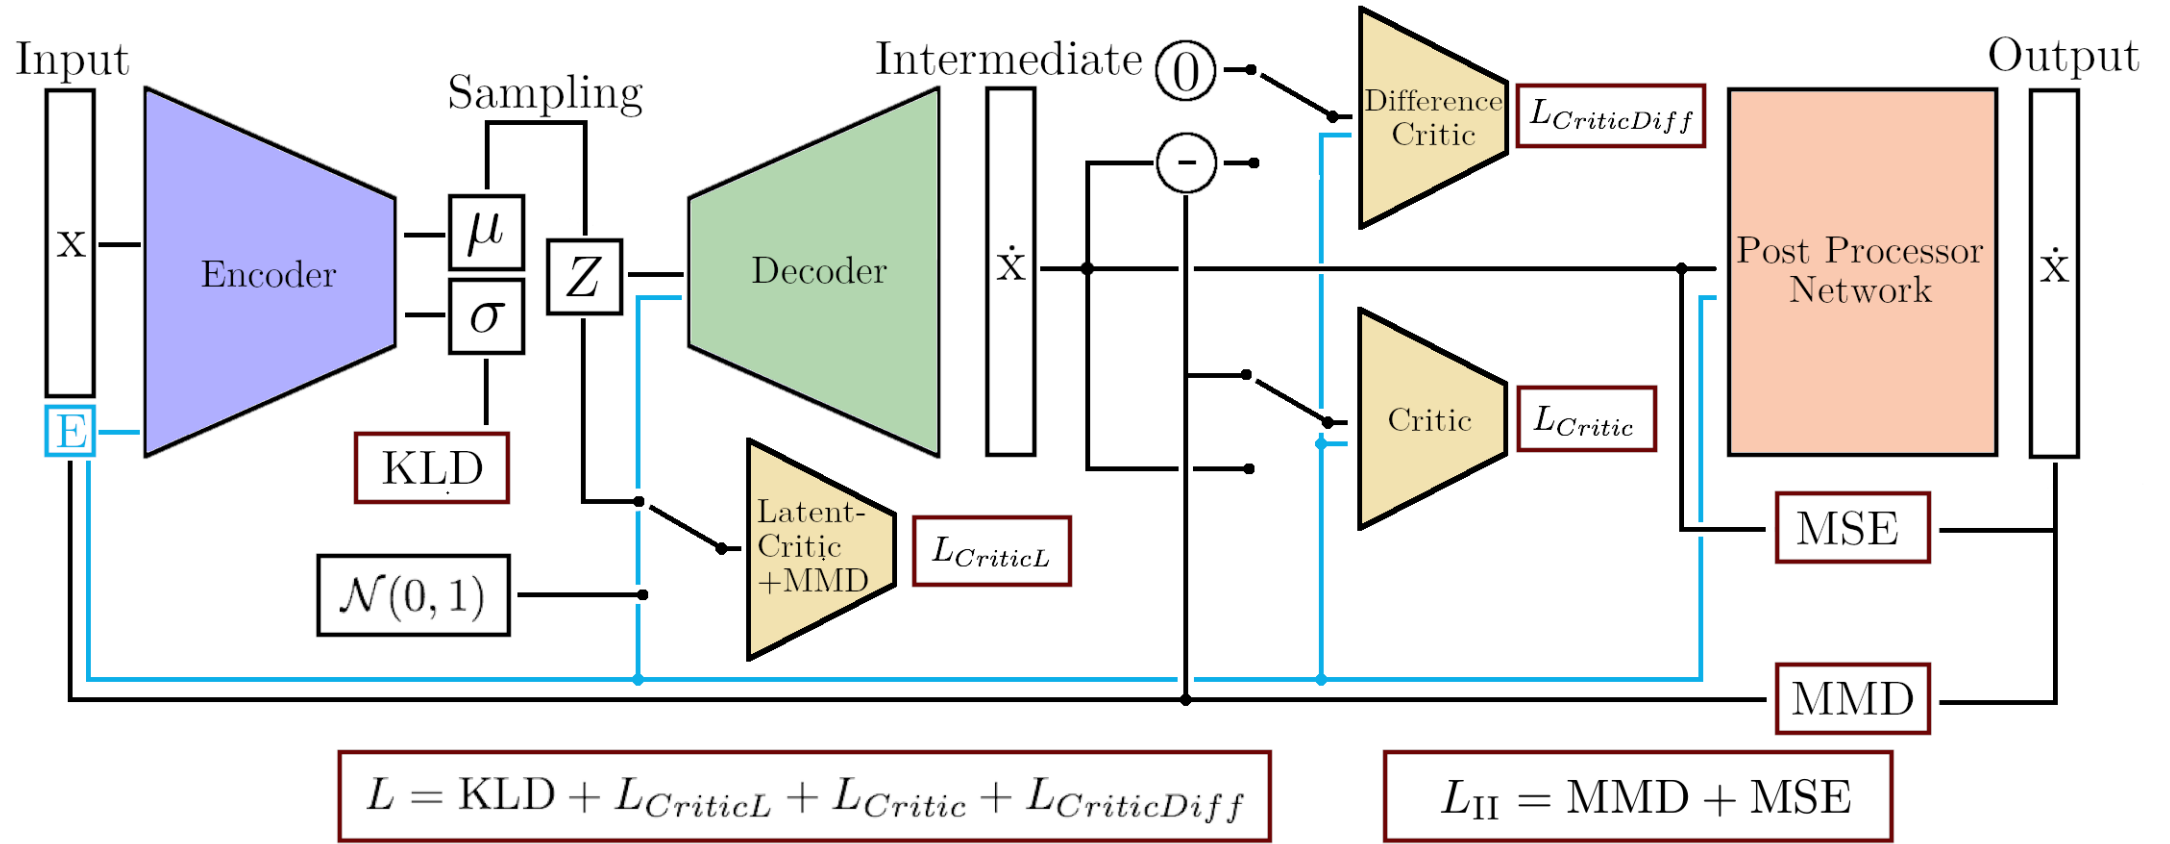 Input
x
E
Encoder
Sampling
μ
σ
KLD
Z
𝒩(0, 1)
Decoder
Latent-
Critic
+MMD
L_{CriticL}
Intermediate
ẋ
0
-
Difference
Critic
L_{CriticDiff}
Critic
L_{Critic}
Post Processor
Network
Output
ẋ
MSE
MMD
L = KLD + L_{CriticL} + L_{Critic} + L_{CriticDiff}
L_{II} = MMD + MSE